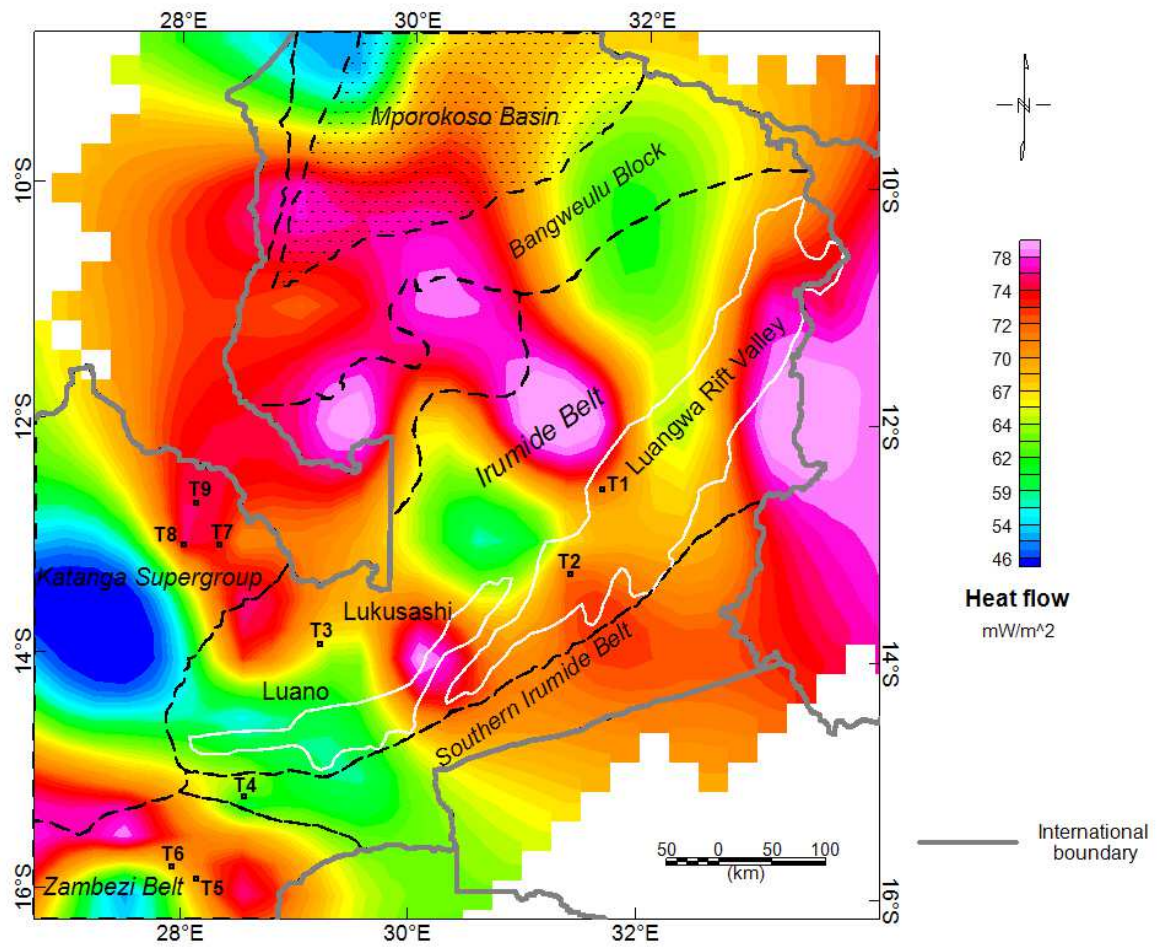 28°E 30°E 32°E
Mporokoso Basin
10°S 10°S
N
Bangweulu Block
78
74
72
70
67
62
59
54
46
Heat flow
mW/m^2
Luangwa Rift Valley
12°S 12°S
Irumide Belt
T1
T9
T8 T7
T2
Katanga Supergroup
Lukusashi
T3
14°S 14°S
Luano
Southern Irumide Belt
T4
T6
T5
Zambezi Belt
50 0 50 100
(km)
International
boundary
16°S 16°S
28°E 30°E 32°E